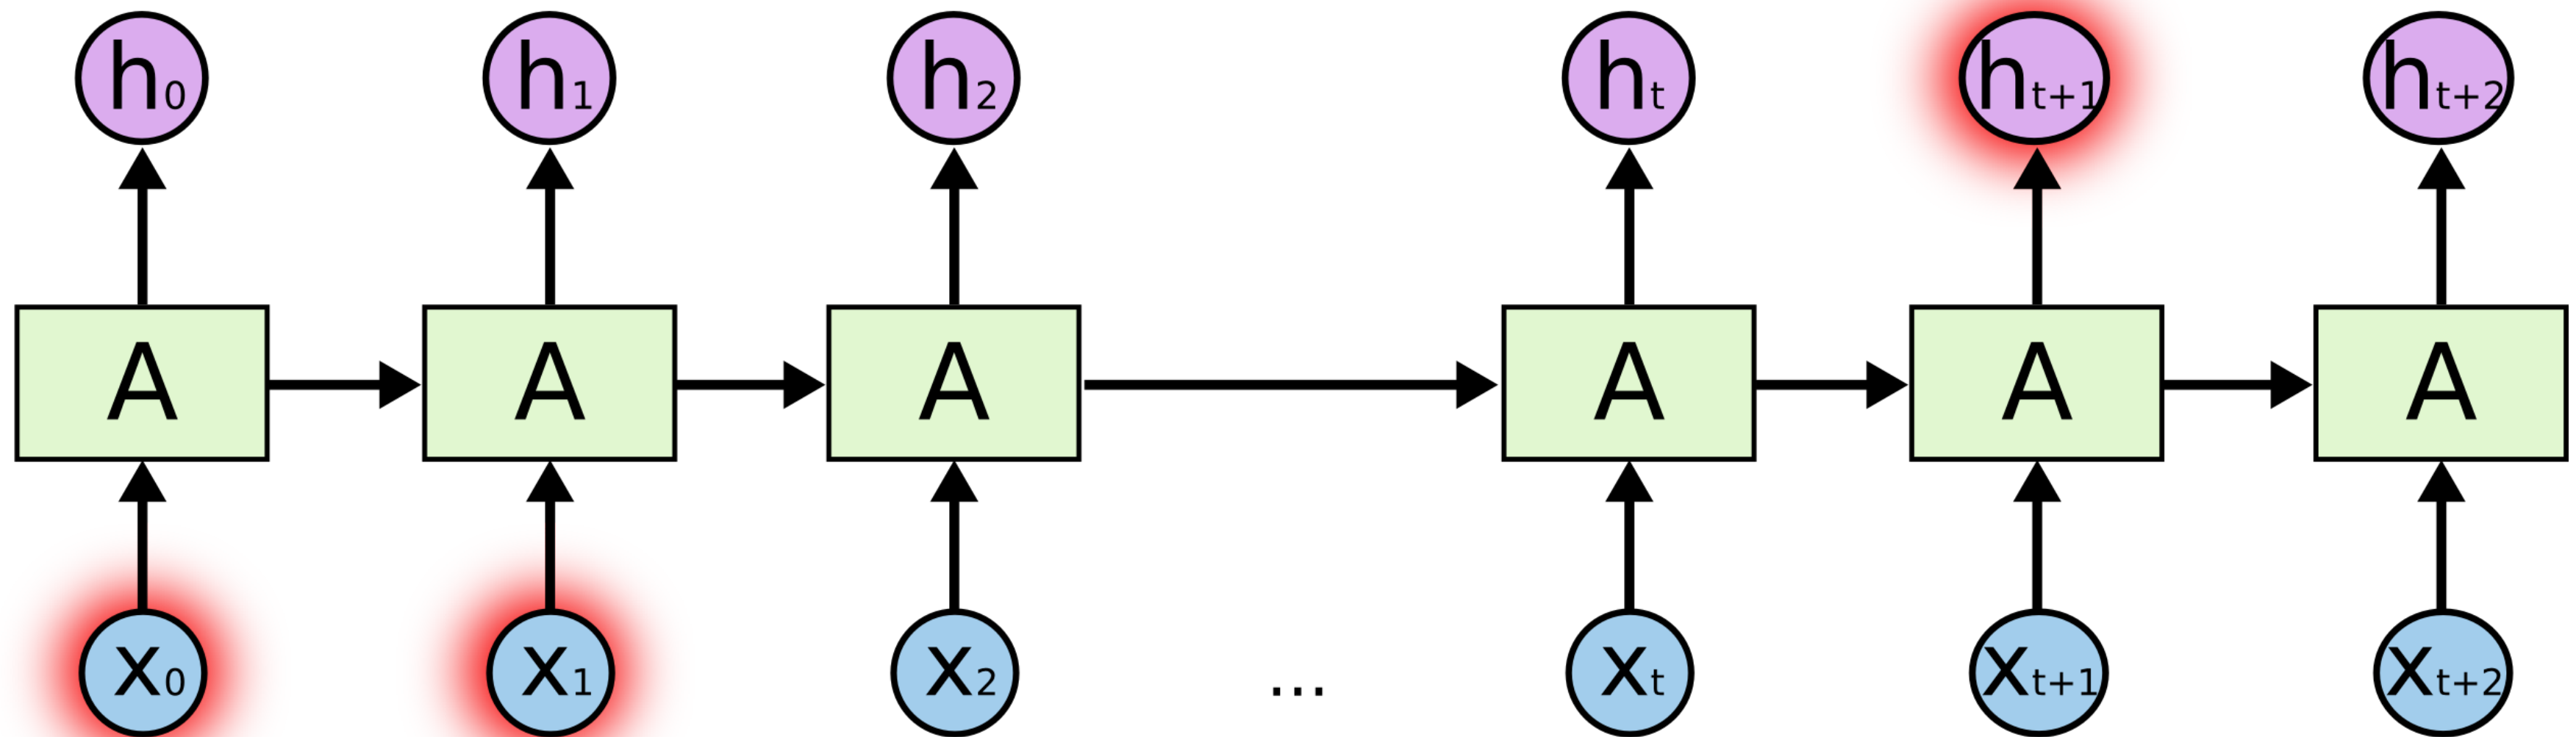 h0 h1 h2 ht ht+1 ht+2
A A A A A A
x0 x1 x2 ... xt xt+1 xt+2